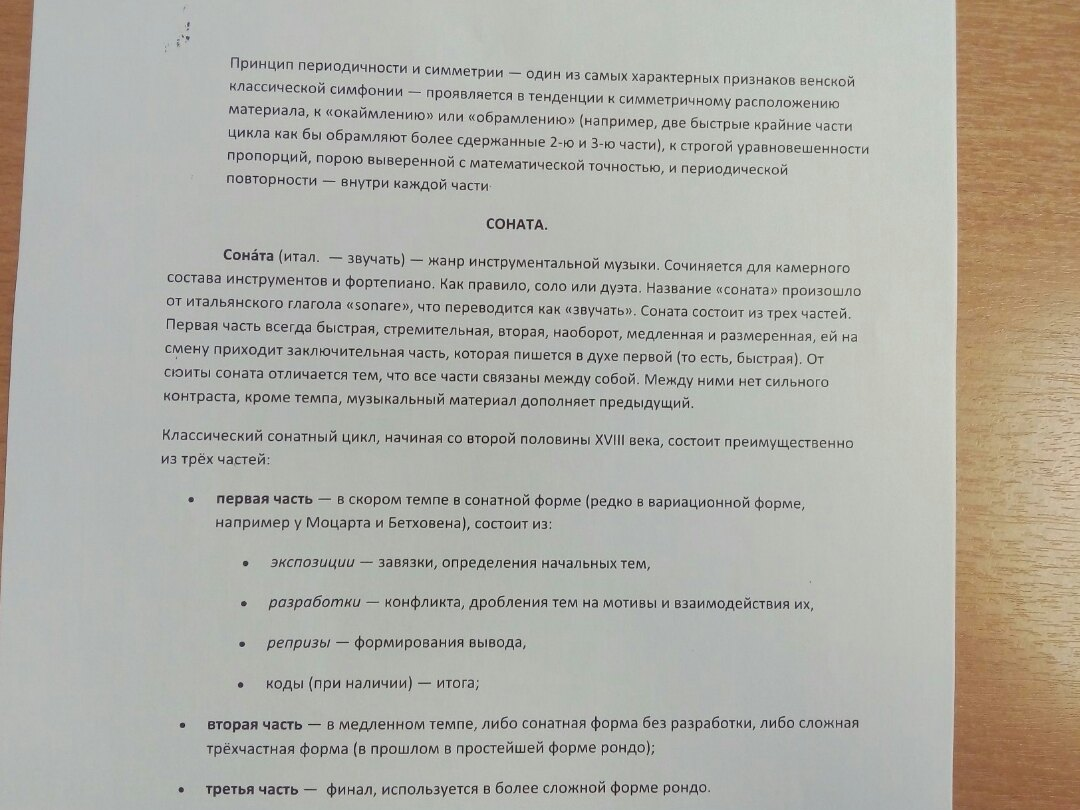 Принцип периодичности и симметрии — один из самых характерных признаков венской
классической симфонии — проявляется в тенденции к симметричному расположению
материала, к «окаймлению» или «обрамлению» (например, две быстрые крайние части
цикла как бы обрамляют более сдержанные 2-ю и 3-ю части), к строгой уравновешенности
пропорций, порою выверенной с математической точностью, и периодической
повторности — внутри каждой части
СОНАТА.
Сона́та (итал. — звучать) — жанр инструментальной музыки. Сочиняется для камерного
состава инструментов и фортепиано. Как правило, соло или дуэта. Название «соната» произошло
от итальянского глагола «sonare», что переводится как «звучать». Соната состоит из трех частей.
Первая часть всегда быстрая, стремительная, вторая, наоборот, медленная и размеренная, ей на
смену приходит заключительная часть, которая пишется в духе первой (то есть, быстрая). От
сюиты соната отличается тем, что все части связаны между собой. Между ними нет сильного
контраста, кроме темпа, музыкальный материал дополняет предыдущий.
Классический сонатный цикл, начиная со второй половины XVIII века, состоит преимущественно
из трёх частей:
• первая часть — в скором темпе в сонатной форме (редко в вариационной форме,
например у Моцарта и Бетховена), состоит из:
• экспозиции — завязки, определения начальных тем,
• разработки — конфликта, дробления тем на мотивы и взаимодействия их,
• репризы — формирования вывода,
• коды (при наличии) — итога;
• вторая часть — в медленном темпе, либо сонатная форма без разработки, либо сложная
трёхчастная форма (в прошлом в простейшей форме рондо);
• третья часть — финал, используется в более сложной форме рондо.